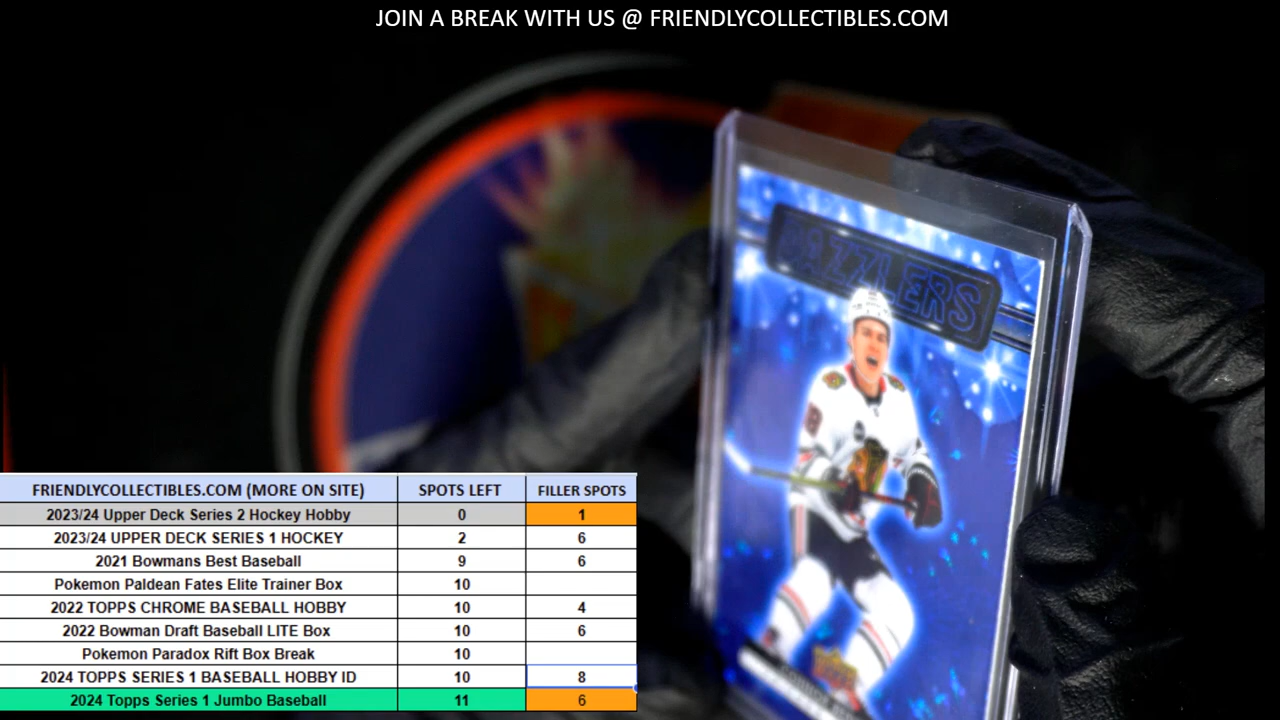 JOIN A BREAK WITH US @ FRIENDLYCOLLECTIBLES.COM
DAZZLERS
FRIENDLYCOLLECTIBLES.COM (MORE ON SITE) SPOTS LEFT FILLER SPOTS
2023/24 Upper Deck Series 2 Hockey Hobby 0 1
2023/24 UPPER DECK SERIES 1 HOCKEY 2 6
2021 Bowmans Best Baseball 9 6
Pokemon Paldean Fates Elite Trainer Box 10
2022 TOPPS CHROME BASEBALL HOBBY 10 4
2022 Bowman Draft Baseball LITE Box 10 6
Pokemon Paradox Rift Box Break 10
2024 TOPPS SERIES 1 BASEBALL HOBBY ID 10 8
2024 Topps Series 1 Jumbo Baseball 11 6